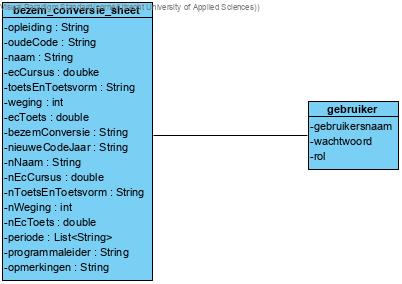 University of Applied Sciences))
bezem_conversie_sheet
-opleiding : String
-oudeCode : String
-naam : String
-ecCursus : doubke
-toetsEnToetsvorm : String
-weging : int
-ecToets : double
-bezemConversie : String
-nieuweCodeJaar : String
-nNaam : String
-nEcCursus : double
-nToetsEnToetsvorm : String
-nWeging : int
-nEcToets : double
-periode : List<String>
-programmaleider : String
-opmerkingen : String
gebruiker
-gebruikersnaam
-wachtwoord
-rol